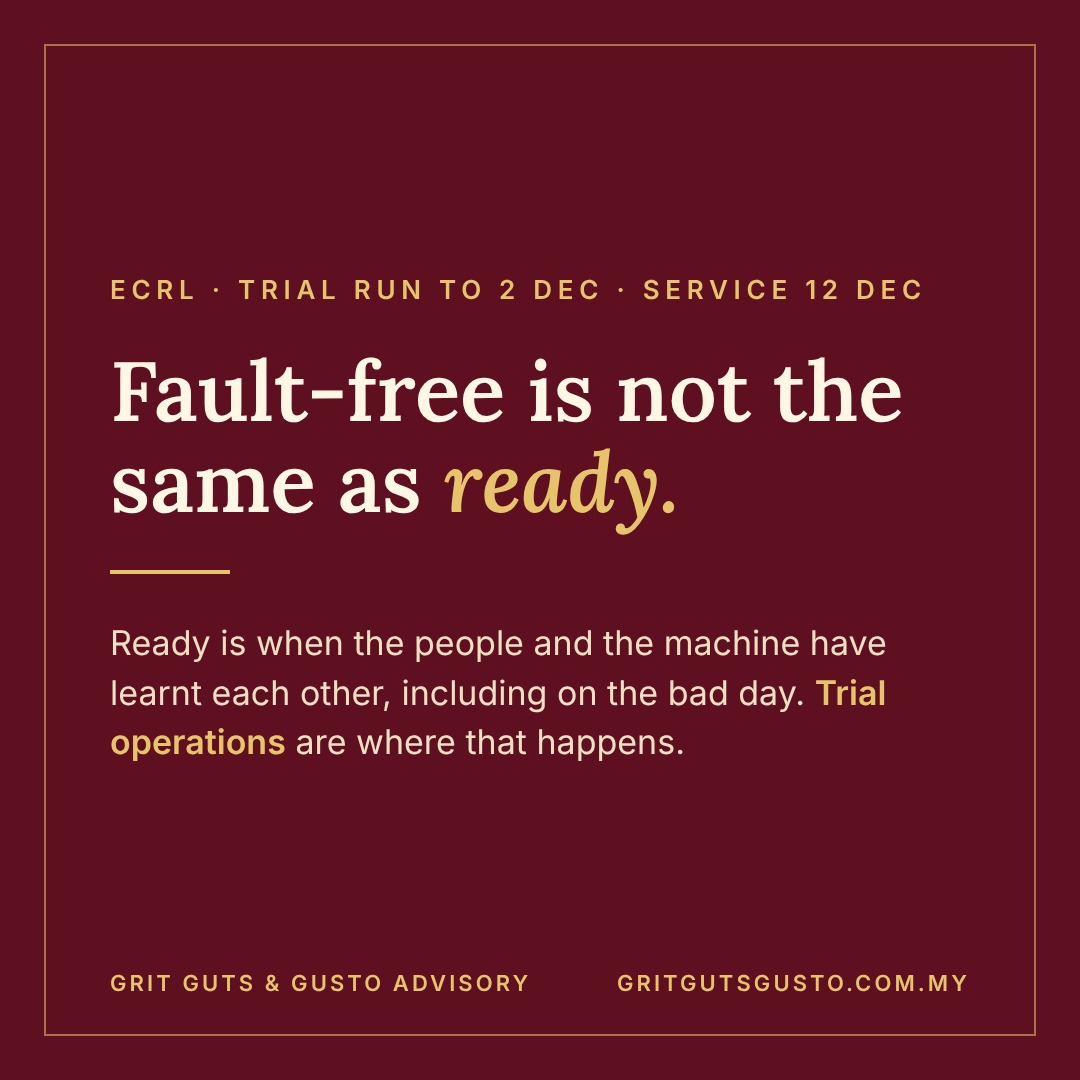 ECRL · TRIAL RUN TO 2 DEC · SERVICE 12 DEC
Fault-free is not the
same as ready.
Ready is when the people and the machine have
learnt each other, including on the bad day. Trial
operations are where that happens.
GRIT GUTS & GUSTO ADVISORY
GRITGUTSGUSTO.COM.MY